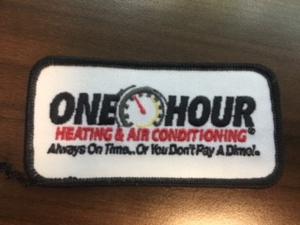 ONE HOUR
HEATING & AIR CONDITIONING®
Always On Time...Or You Don't Pay A Dime!®